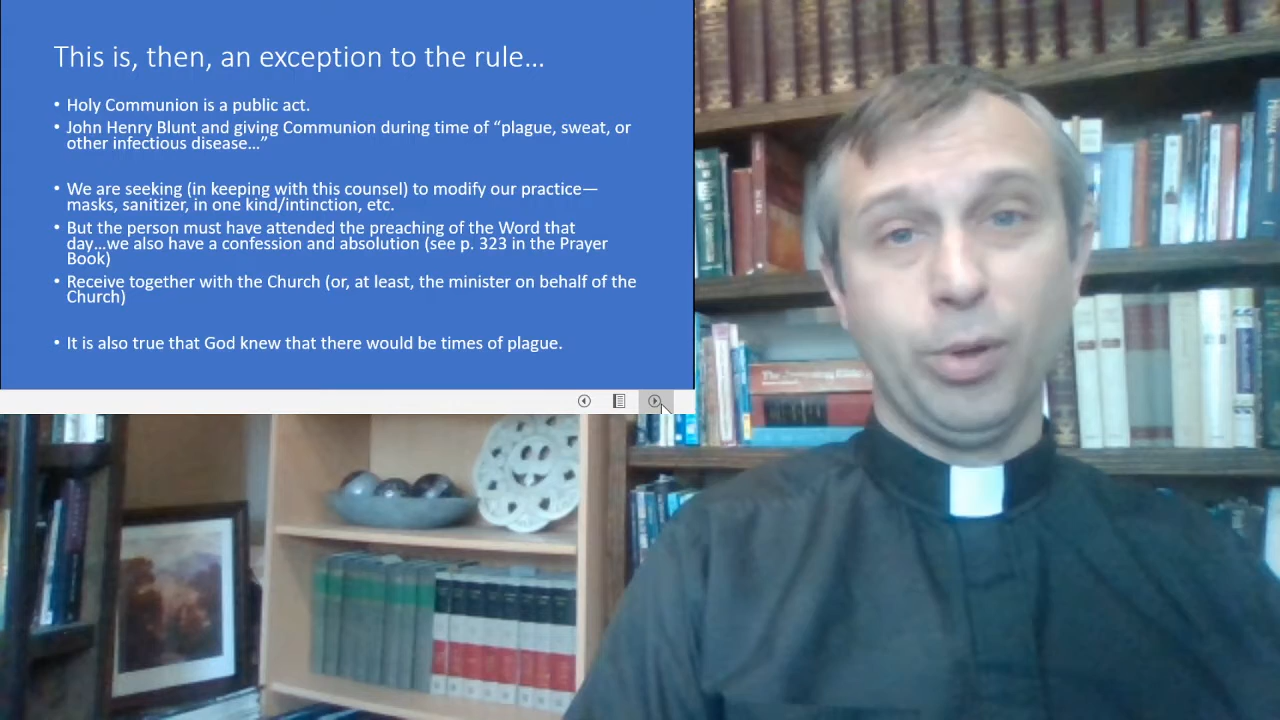 This is, then, an exception to the rule…
• Holy Communion is a public act.
• John Henry Blunt and giving Communion during time of “plague, sweat, or
other infectious disease…”
• We are seeking (in keeping with this counsel) to modify our practice—
masks, sanitizer, in one kind/intinction, etc.
• But the person must have attended the preaching of the Word that
day…we also have a confession and absolution (see p. 323 in the Prayer
Book)
• Receive together with the Church (or, at least, the minister on behalf of the
Church)
• It is also true that God knew that there would be times of plague.